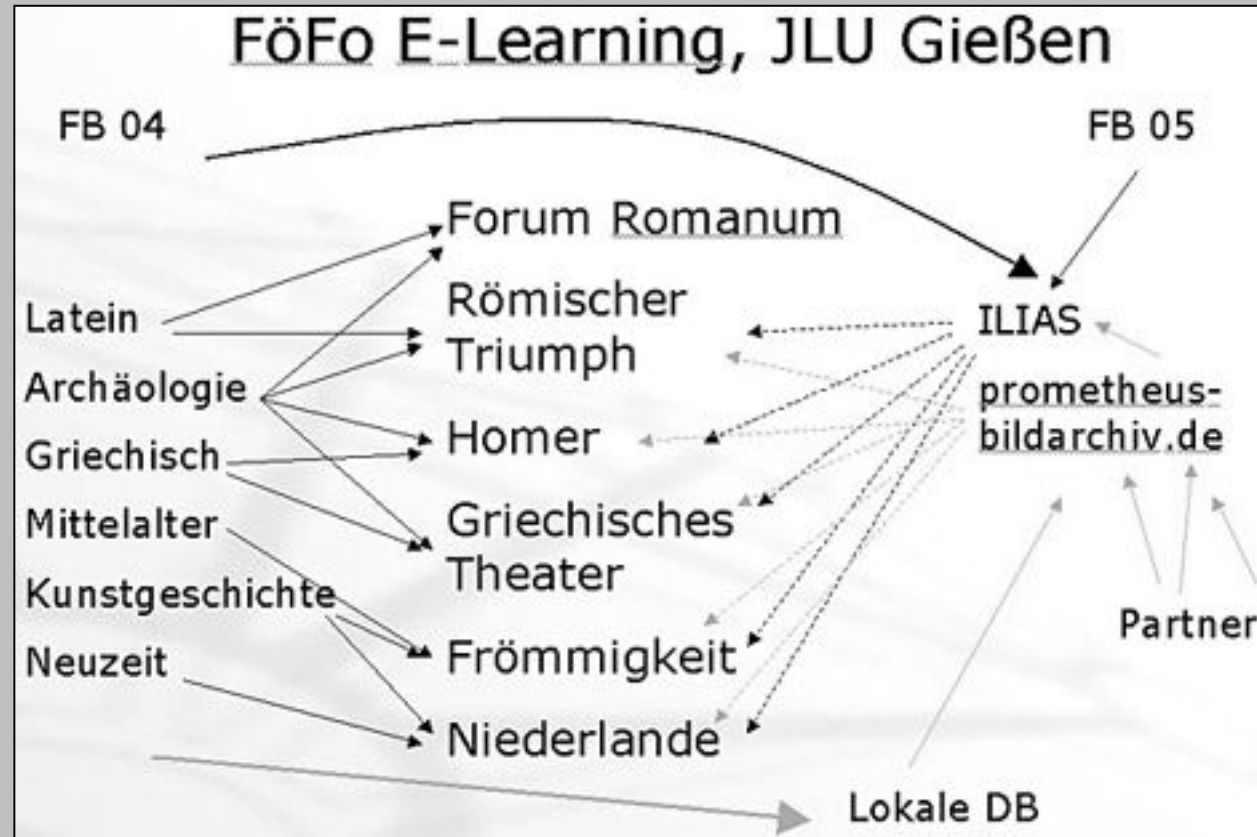 FöFo E-Learning, JLU Gießen
FB 04
FB 05
Forum Romanum
Römischer
Triumph
Homer
Griechisches
Theater
Frömmigkeit
Niederlande
Latein
Archäologie
Griechisch
Mittelalter
Kunstgeschichte
Neuzeit
ILIAS
prometheus-
bildarchiv.de
Partner
Lokale DB